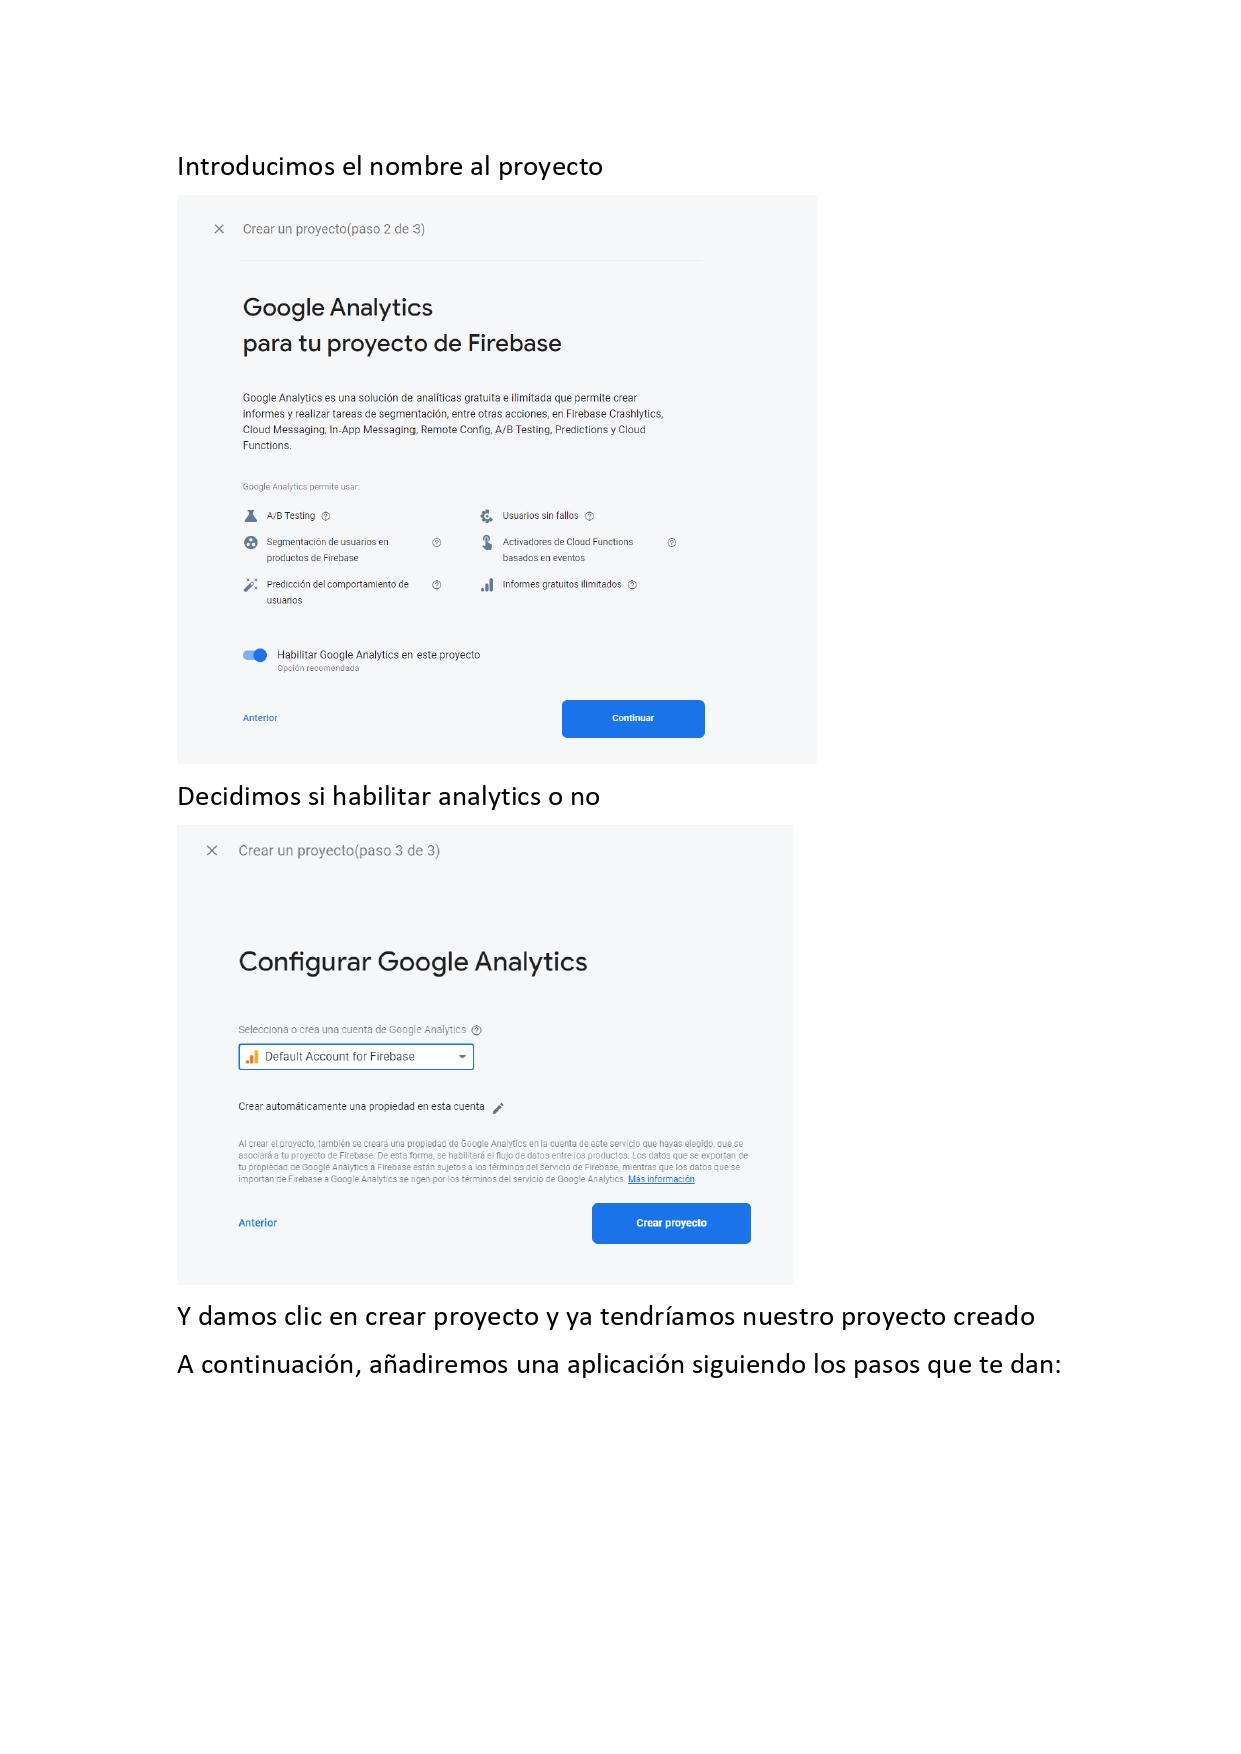 Introducimos el nombre al proyecto
Crear un proyecto(paso 2 de 3)
Google Analytics
para tu proyecto de Firebase
Google Analytics es una solución de analíticas gratuita e ilimitada que permite crear
informes y realizar tareas de segmentación, entre otras acciones, en Firebase Crashlytics,
Cloud Messaging, In-App Messaging, Remote Config, A/B Testing, Predictions y Cloud
Functions.
Google Analytics permite usar:
A/B Testing
Usuarios sin fallos
Segmentación de usuarios en
productos de Firebase
Activadores de Cloud Functions
basados en eventos
Predicción del comportamiento de
usuarios
Informes gratuitos ilimitados
Habilitar Google Analytics en este proyecto
Opción recomendada
Anterior
Continuar
Decidimos si habilitar analytics o no
Crear un proyecto(paso 3 de 3)
Configurar Google Analytics
Selecciona o crea una cuenta de Google Analytics
Default Account for Firebase
Crear automáticamente una propiedad en esta cuenta
Al crear el proyecto, también se creará una propiedad de Google Analytics en la cuenta de este servicio que hayas elegido, que se
asociará a tu proyecto de Firebase. De esta forma, se habilitará el flujo de datos entre los productos. Los datos que se exportan de
tu propiedad de Google Analytics a Firebase están sujetos a los términos del servicio de Firebase, mientras que los datos que se
importan de Firebase a Google Analytics se rigen por los términos del servicio de Google Analytics. Más información
Anterior
Crear proyecto
Y damos clic en crear proyecto y ya tendríamos nuestro proyecto creado
A continuación, añadiremos una aplicación siguiendo los pasos que te dan: